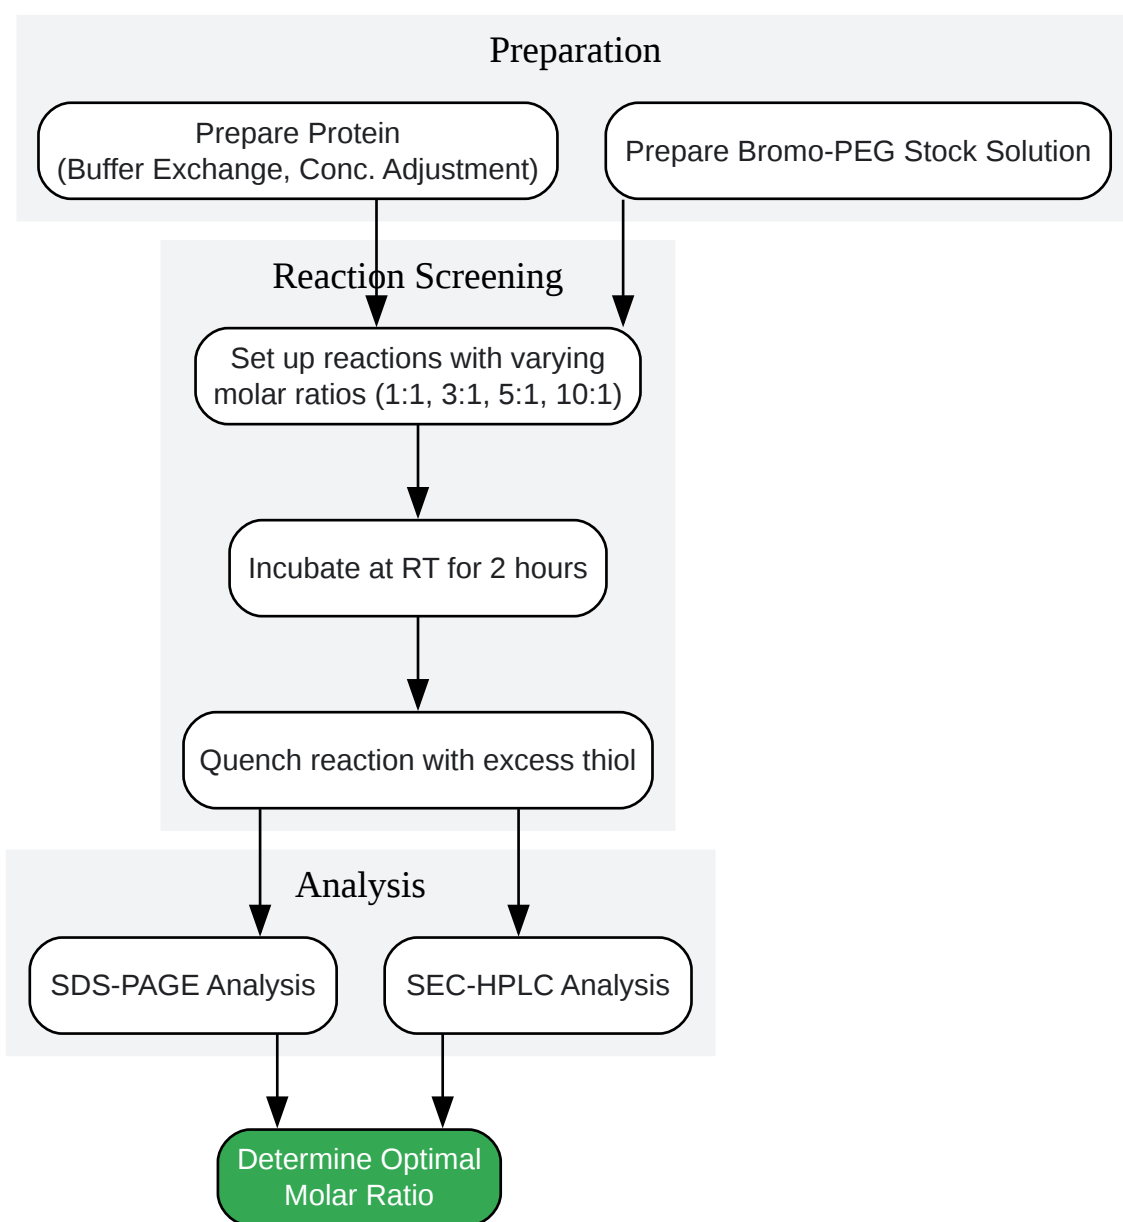 Preparation
Prepare Protein
(Buffer Exchange, Conc. Adjustment)
Prepare Bromo-PEG Stock Solution
Reaction Screening
Set up reactions with varying
molar ratios (1:1, 3:1, 5:1, 10:1)
Incubate at RT for 2 hours
Quench reaction with excess thiol
Analysis
SDS-PAGE Analysis
SEC-HPLC Analysis
Determine Optimal
Molar Ratio